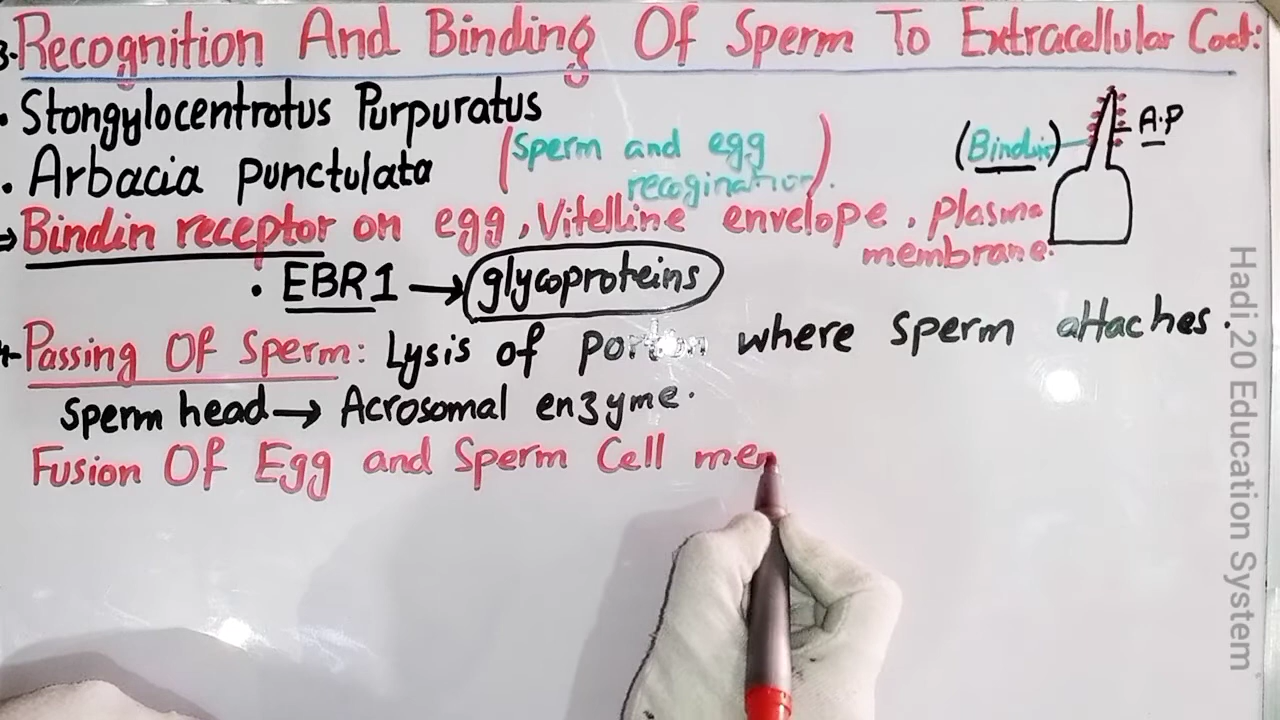 3. Recognition And Binding Of Sperm To Extracellular Coat:
. Stongylocentrotus Purpuratus
. Arbacia punctulata (Sperm and egg recogination).
(Bindin) A.P
⇒ Bindin receptor on egg, Vitelline envelope, plasma membrane.
. EBR1 → glycoproteins
4- Passing Of Sperm: Lysis of portion where sperm attaches.
Sperm head → Acrosomal enzyme.
Fusion Of Egg and Sperm Cell mem
Hadi 20 Education System